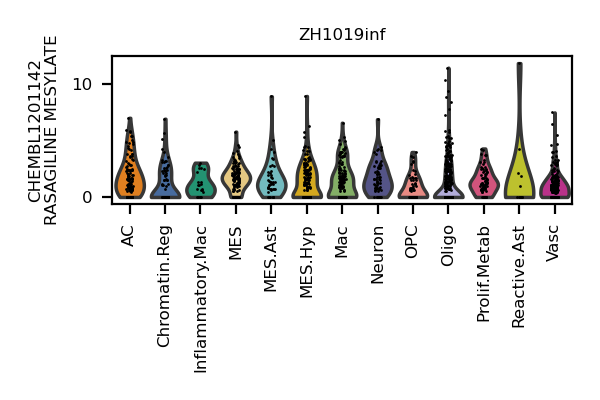 ZH1019inf
CHEMBL1201142
RASAGILINE MESYLATE
10
0
AC
Chromatin.Reg
Inflammatory.Mac
MES
MES.Ast
MES.Hyp
Mac
Neuron
OPC
Oligo
Prolif.Metab
Reactive.Ast
Vasc